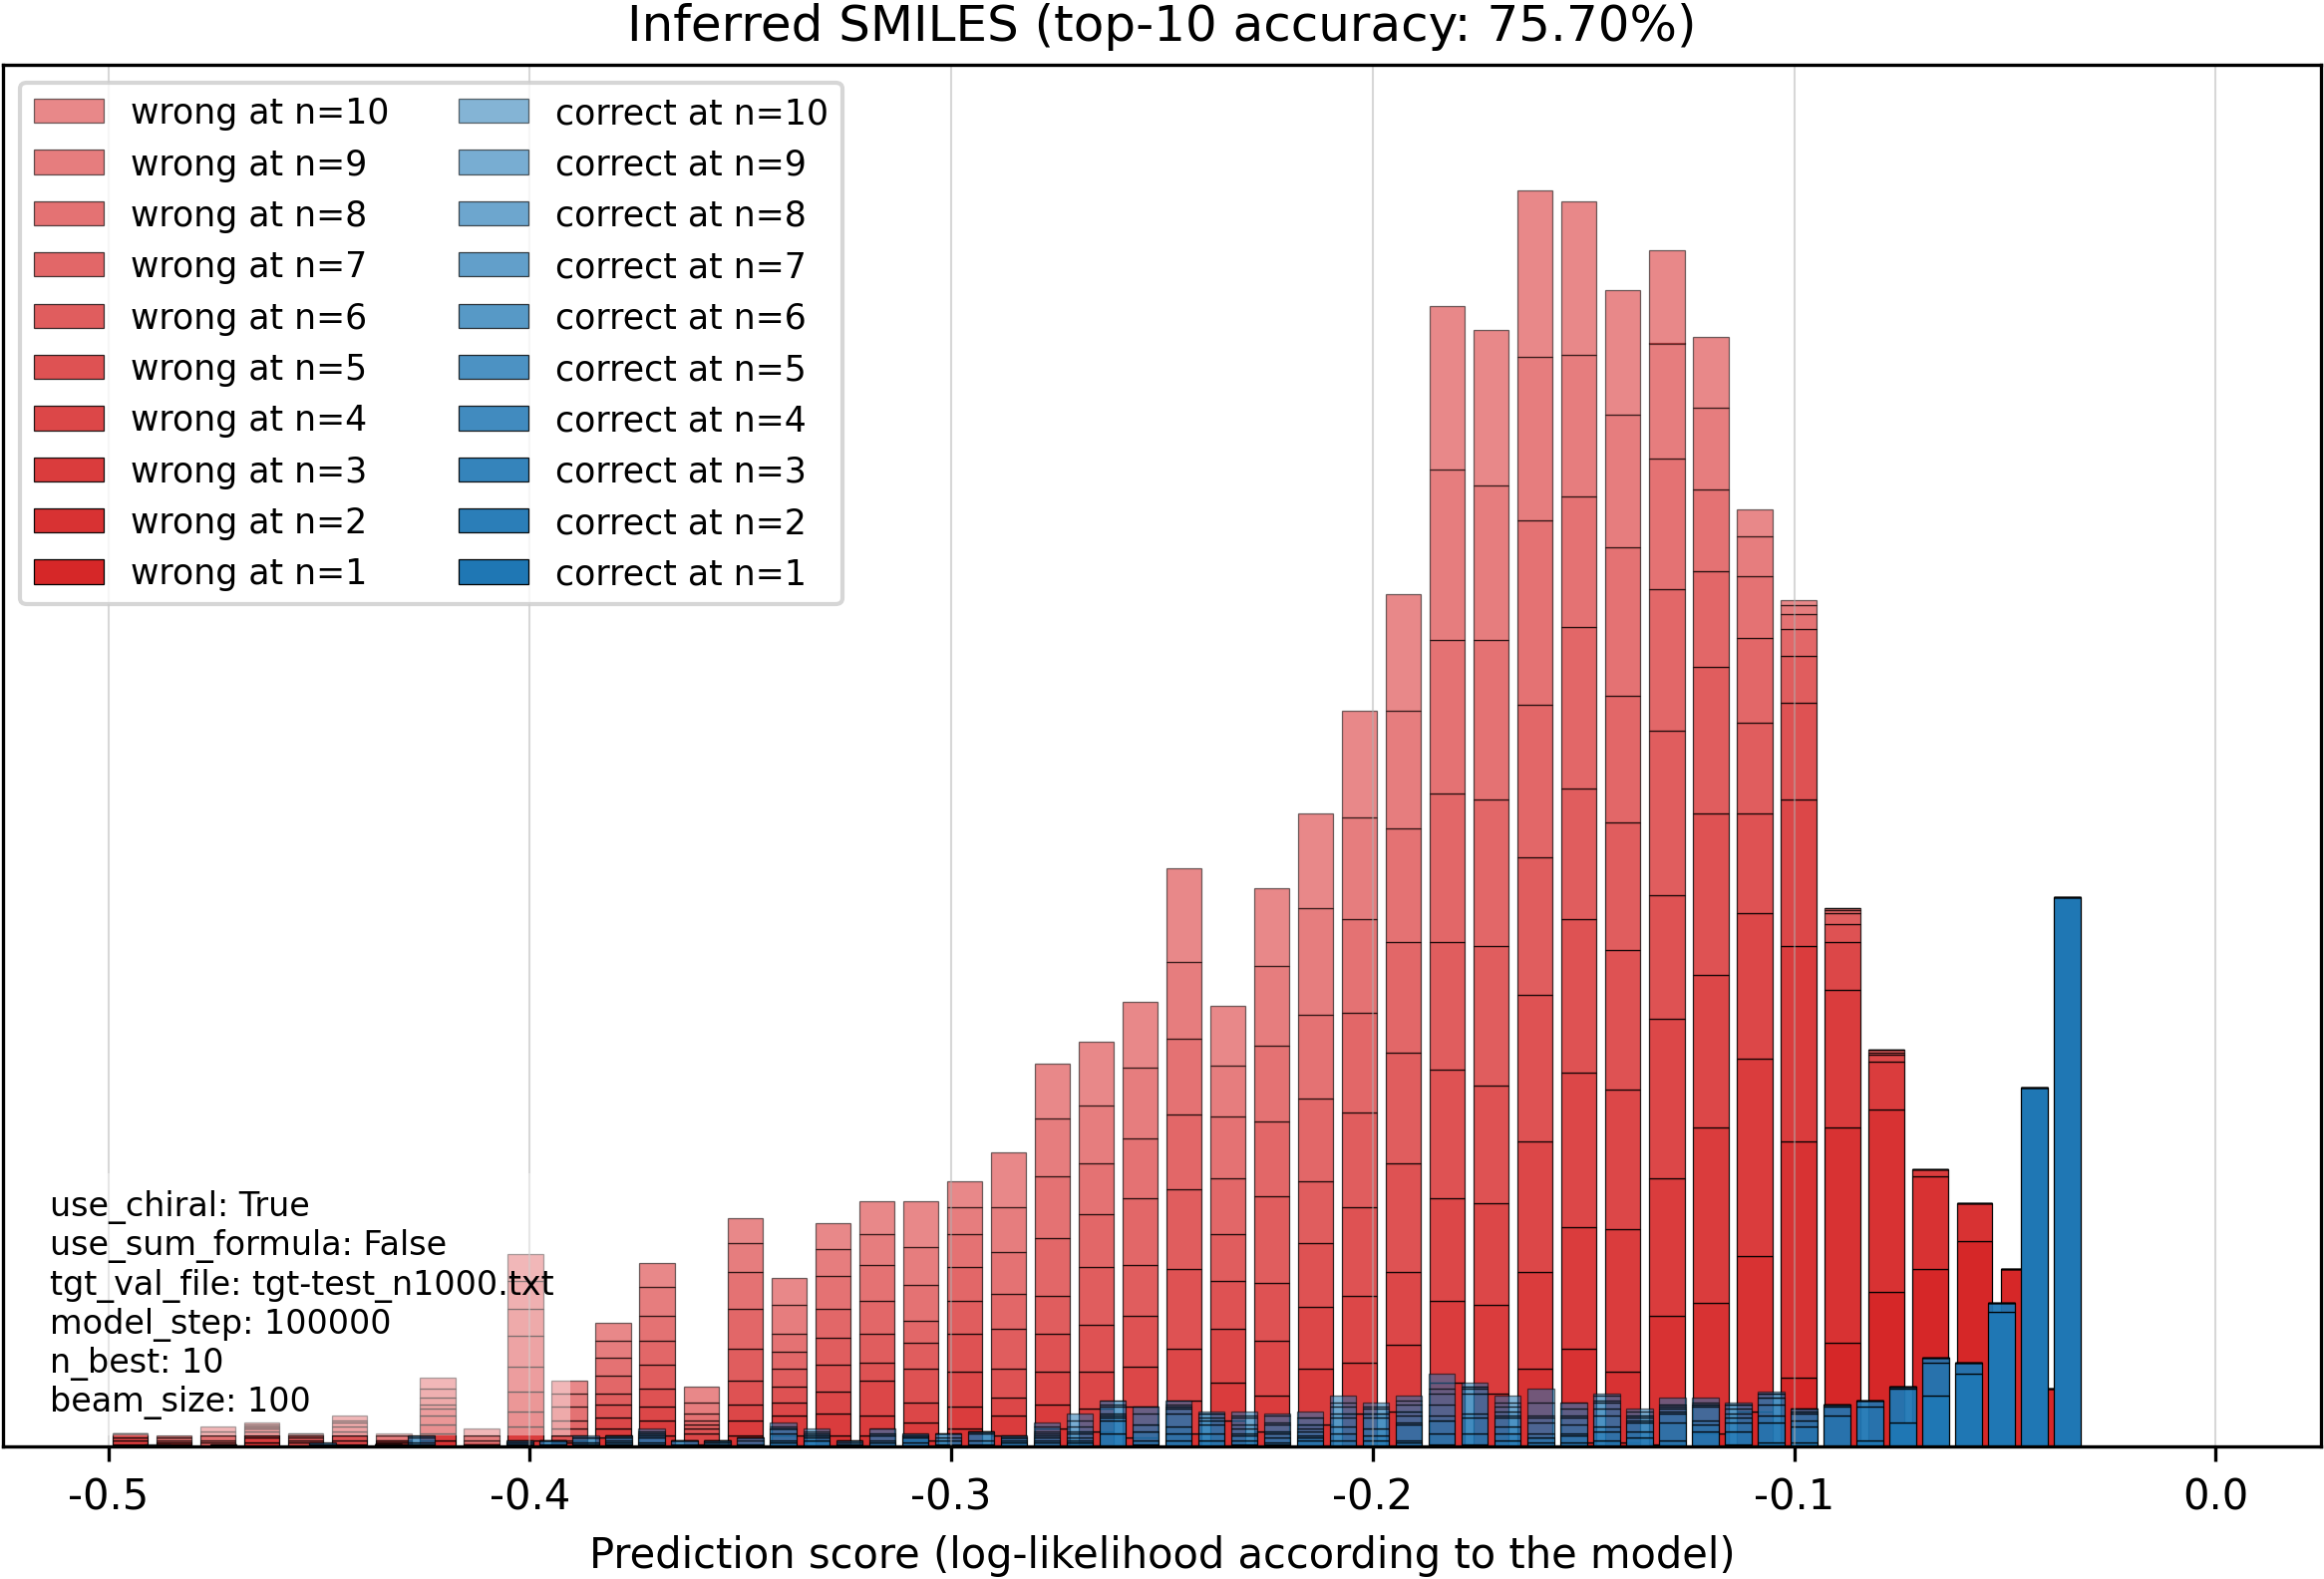 Inferred SMILES (top-10 accuracy: 75.70%)
wrong at n=10
wrong at n=9
wrong at n=8
wrong at n=7
wrong at n=6
wrong at n=5
wrong at n=4
wrong at n=3
wrong at n=2
wrong at n=1
correct at n=10
correct at n=9
correct at n=8
correct at n=7
correct at n=6
correct at n=5
correct at n=4
correct at n=3
correct at n=2
correct at n=1
use_chiral: True
use_sum_formula: False
tgt_val_file: tgt-test_n1000.txt
model_step: 100000
n_best: 10
beam_size: 100
-0.5 -0.4 -0.3 -0.2 -0.1 0.0
Prediction score (log-likelihood according to the model)